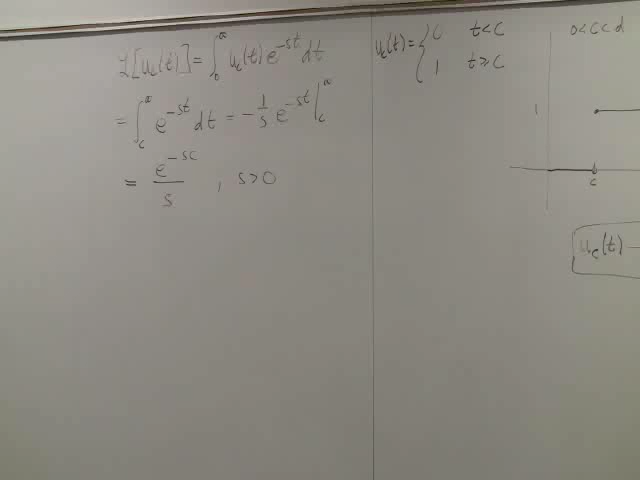 ℒ[u_c(t)] = ∫_0^∞ u_c(t) e^{-st} dt
= ∫_c^∞ e^{-st} dt = -1/s e^{-st} |_c^∞
= e^{-sc}/s , s>0
u_c(t) = { 0 t<c
1 t≥c
0<c<d
1
c
u_c(t) -